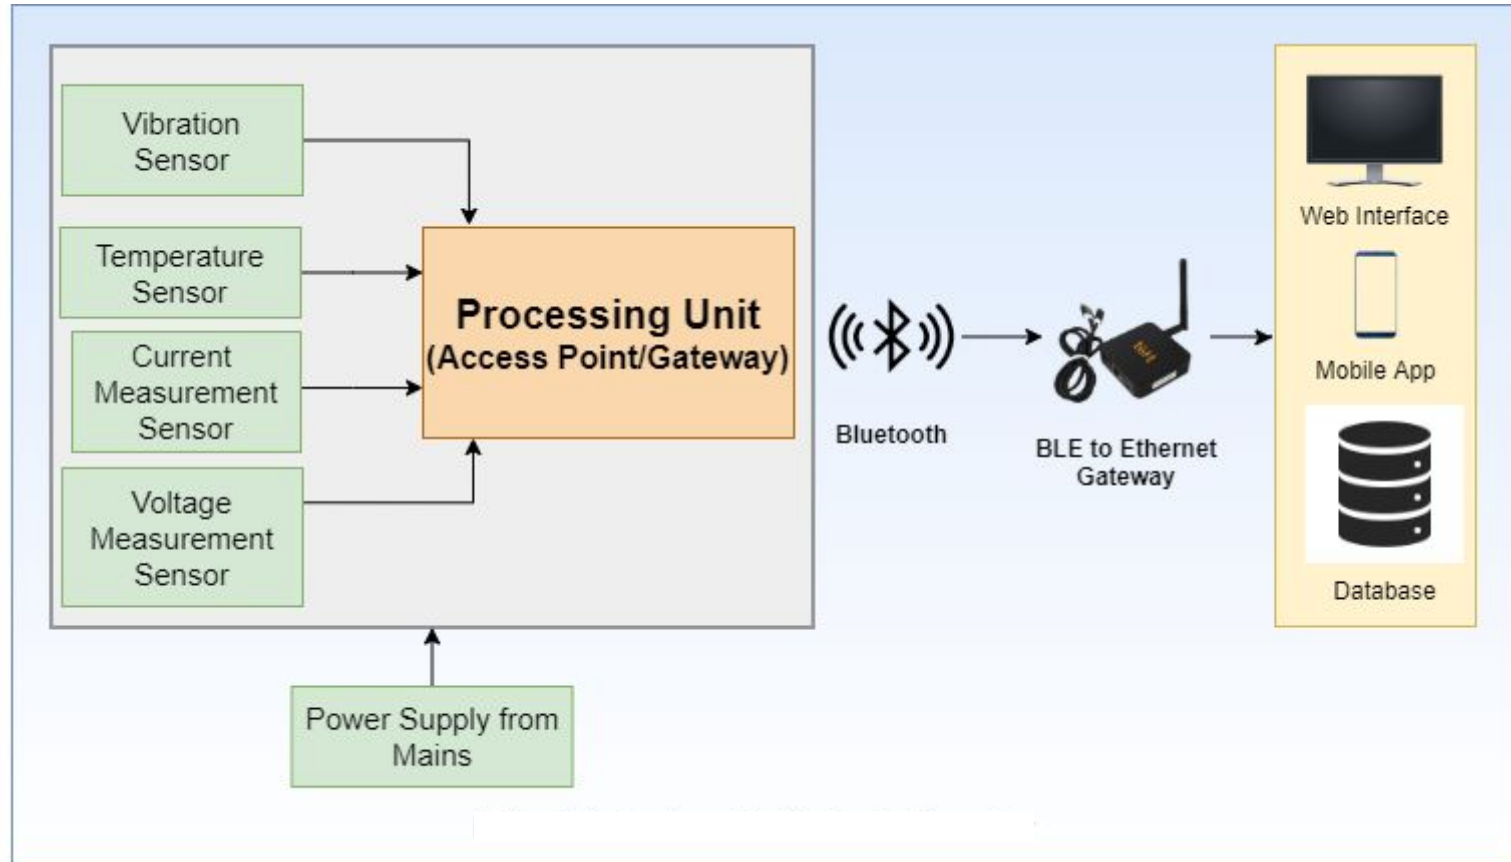 Vibration
Sensor
Temperature
Sensor
Current
Measurement
Sensor
Voltage
Measurement
Sensor
Processing Unit
(Access Point/Gateway)
Power Supply from
Mains
Bluetooth
BLE to Ethernet
Gateway
Web Interface
Mobile App
Database